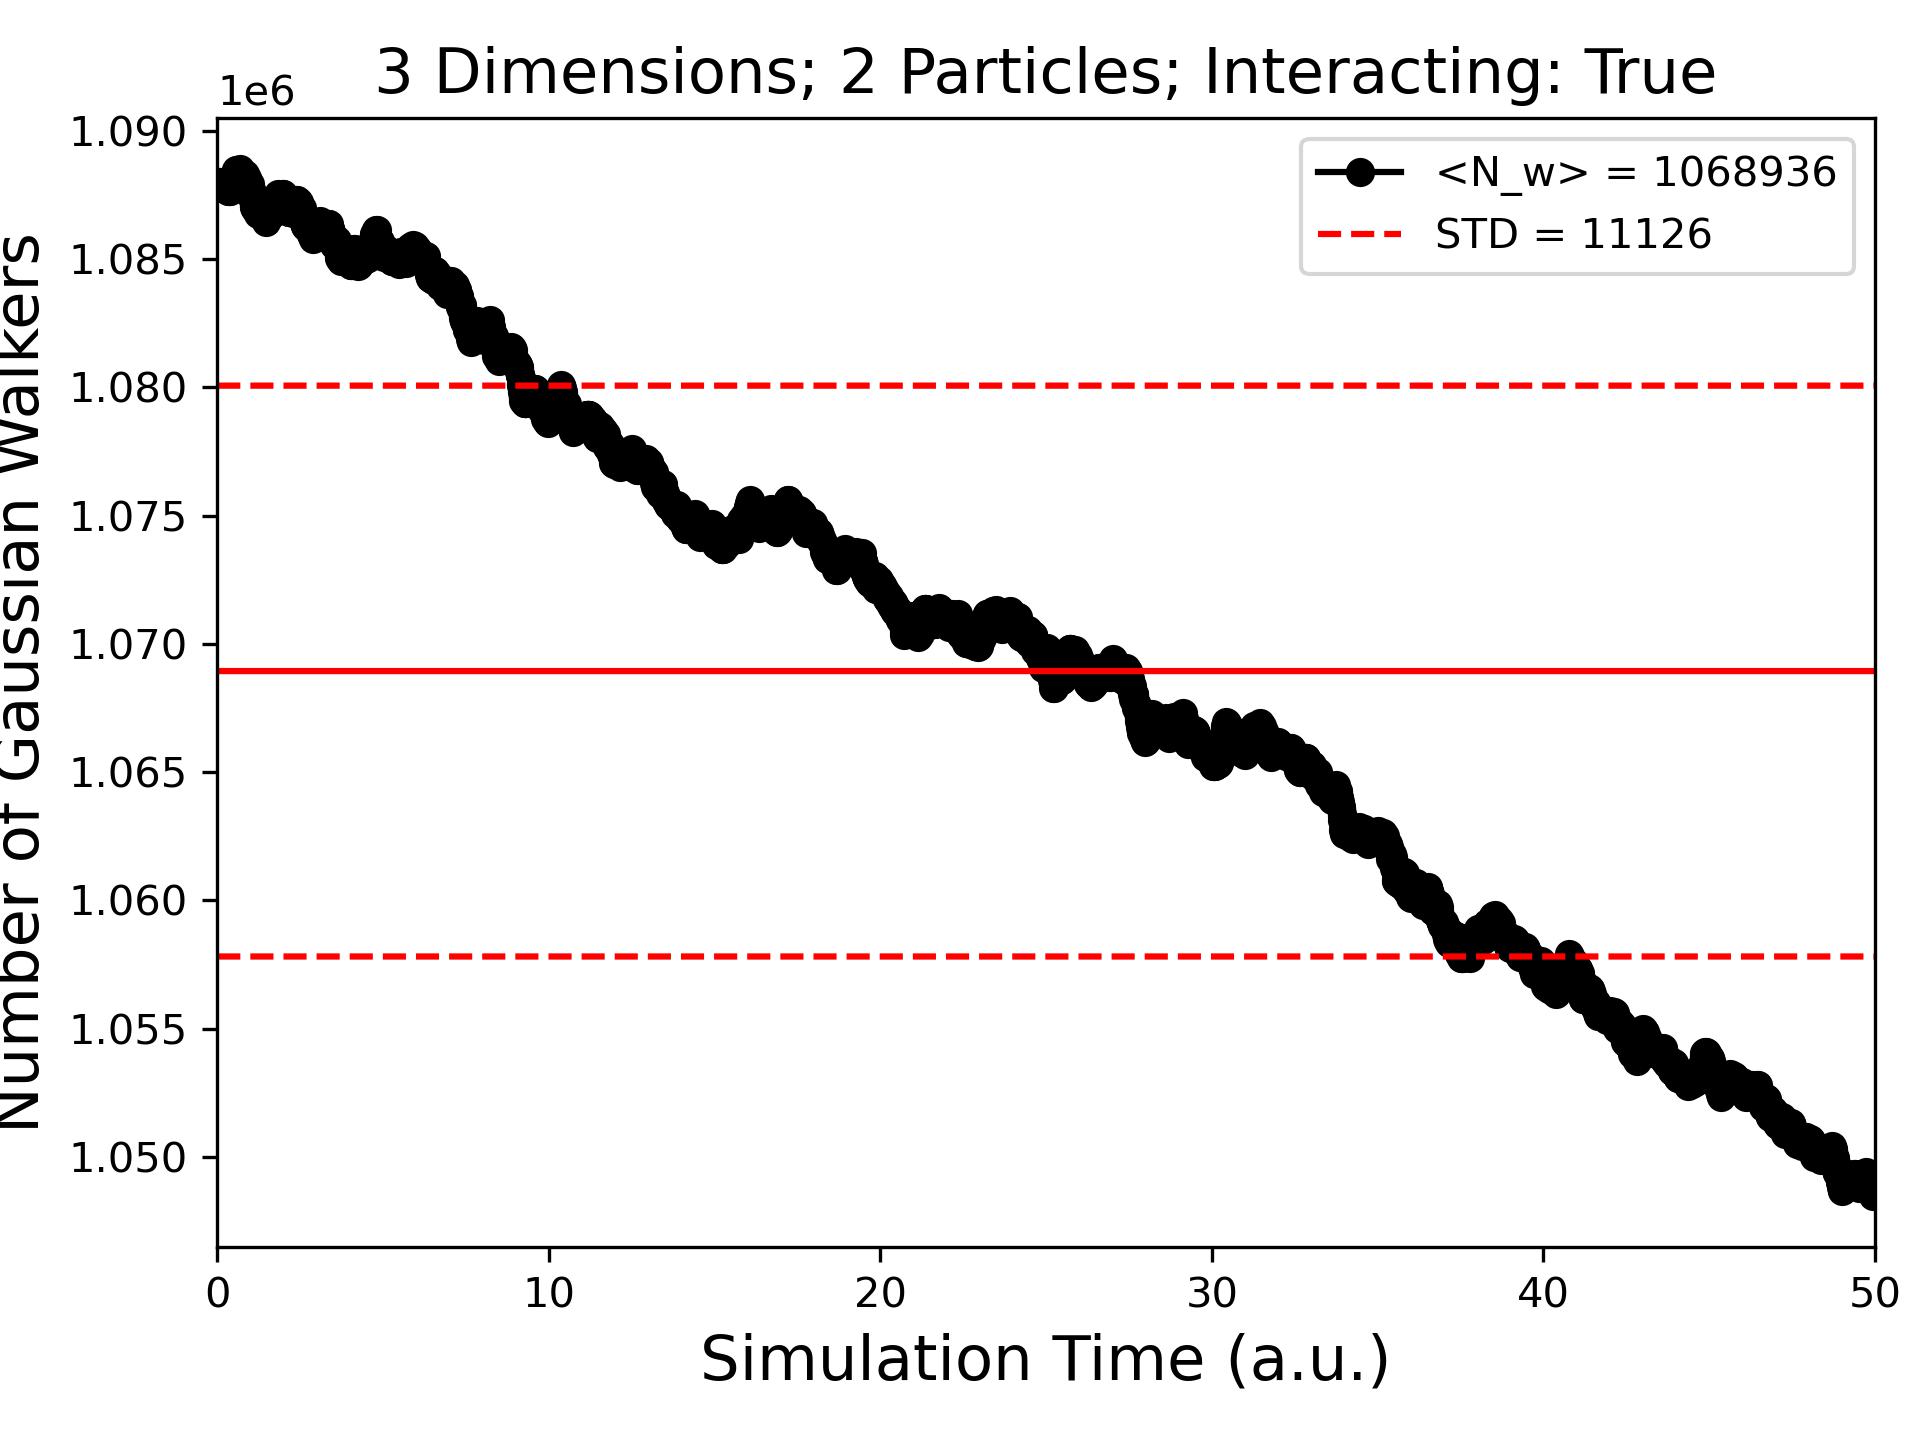 3 Dimensions; 2 Particles; Interacting: True
1e6
1.090
1.085
1.080
1.075
1.070
1.065
1.060
1.055
1.050
Number of Gaussian Walkers
<N_w> = 1068936
STD = 11126
0 10 20 30 40 50
Simulation Time (a.u.)